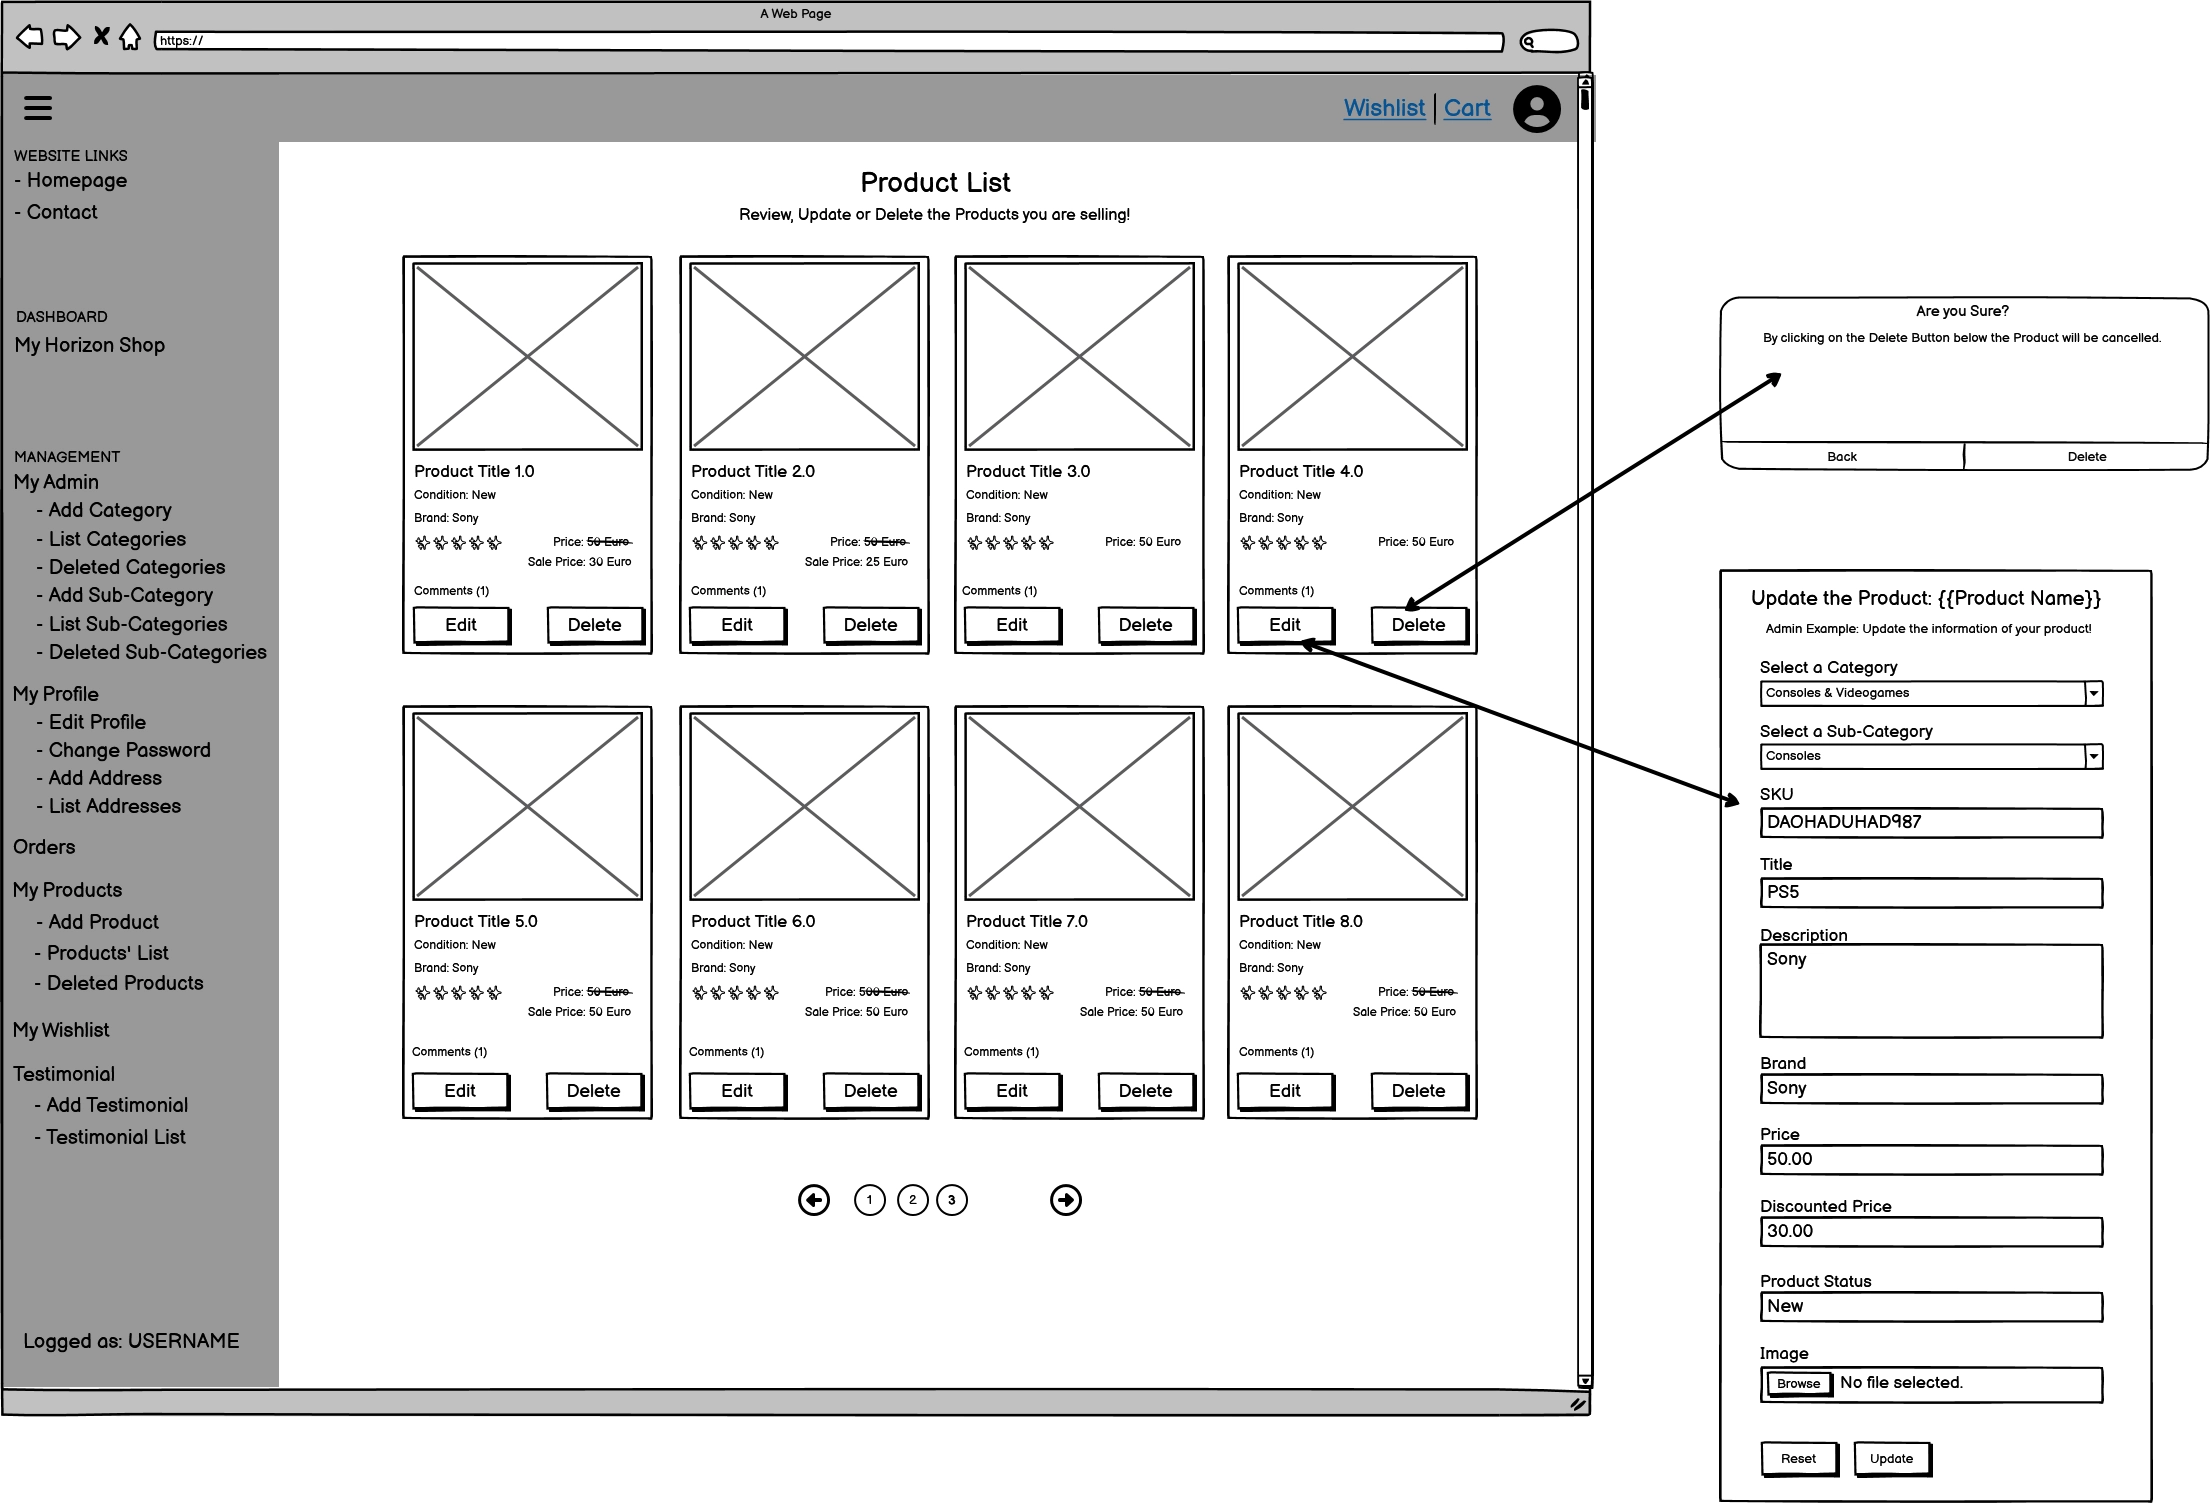 A Web Page
https://
Wishlist | Cart
WEBSITE LINKS
- Homepage
- Contact
DASHBOARD
My Horizon Shop
MANAGEMENT
My Admin
- Add Category
- List Categories
- Deleted Categories
- Add Sub-Category
- List Sub-Categories
- Deleted Sub-Categories
My Profile
- Edit Profile
- Change Password
- Add Address
- List Addresses
Orders
My Products
- Add Product
- Products' List
- Deleted Products
My Wishlist
Testimonial
- Add Testimonial
- Testimonial List
Logged as: USERNAME
Product List
Review, Update or Delete the Products you are selling!
Product Title 1.0
Condition: New
Brand: Sony
Price: 50 Euro
Sale Price: 30 Euro
Comments (1)
Edit Delete
Product Title 2.0
Condition: New
Brand: Sony
Price: 50 Euro
Sale Price: 25 Euro
Comments (1)
Edit Delete
Product Title 3.0
Condition: New
Brand: Sony
Price: 50 Euro
Comments (1)
Edit Delete
Product Title 4.0
Condition: New
Brand: Sony
Price: 50 Euro
Comments (1)
Edit Delete
Product Title 5.0
Condition: New
Brand: Sony
Price: 50 Euro
Sale Price: 50 Euro
Comments (1)
Edit Delete
Product Title 6.0
Condition: New
Brand: Sony
Price: 500 Euro
Sale Price: 50 Euro
Comments (1)
Edit Delete
Product Title 7.0
Condition: New
Brand: Sony
Price: 50 Euro
Sale Price: 50 Euro
Comments (1)
Edit Delete
Product Title 8.0
Condition: New
Brand: Sony
Price: 50 Euro
Sale Price: 50 Euro
Comments (1)
Edit Delete
1 2 3
Are you Sure?
By clicking on the Delete Button below the Product will be cancelled.
Back Delete
Update the Product: {{Product Name}}
Admin Example: Update the information of your product!
Select a Category
Consoles & Videogames
Select a Sub-Category
Consoles
SKU
DAOHADUHAD987
Title
PS5
Description
Sony
Brand
Sony
Price
50.00
Discounted Price
30.00
Product Status
New
Image
Browse No file selected.
Reset Update